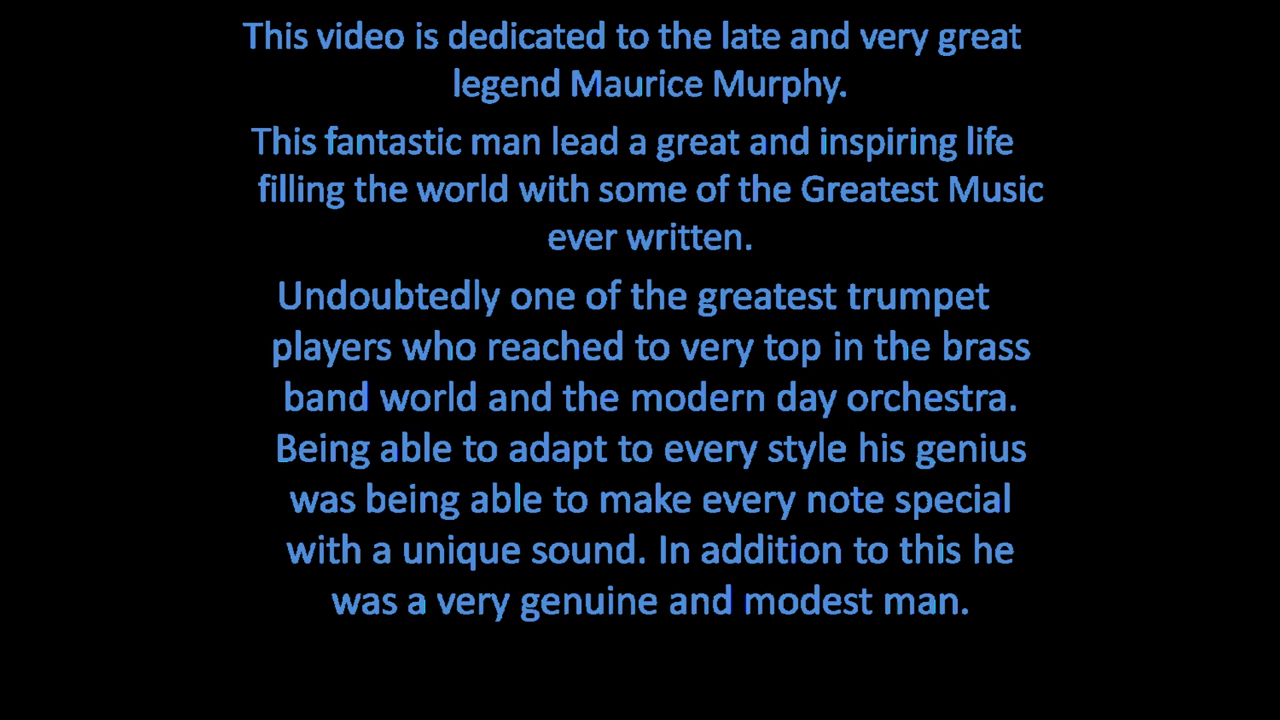 This video is dedicated to the late and very great
legend Maurice Murphy.
This fantastic man lead a great and inspiring life
filling the world with some of the Greatest Music
ever written.
Undoubtedly one of the greatest trumpet
players who reached to very top in the brass
band world and the modern day orchestra.
Being able to adapt to every style his genius
was being able to make every note special
with a unique sound. In addition to this he
was a very genuine and modest man.